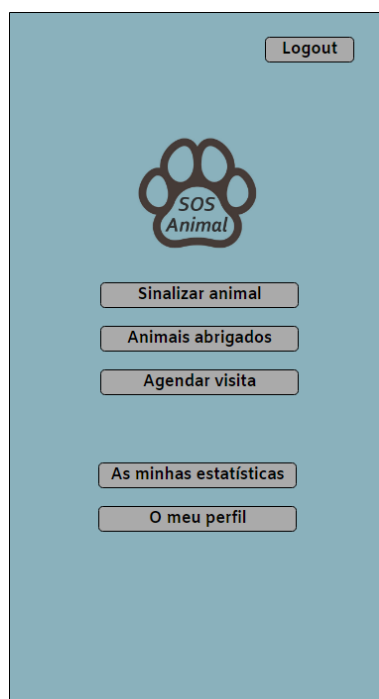 Logout
SOS
Animal
Sinalizar animal
Animais abrigados
Agendar visita
As minhas estatísticas
O meu perfil